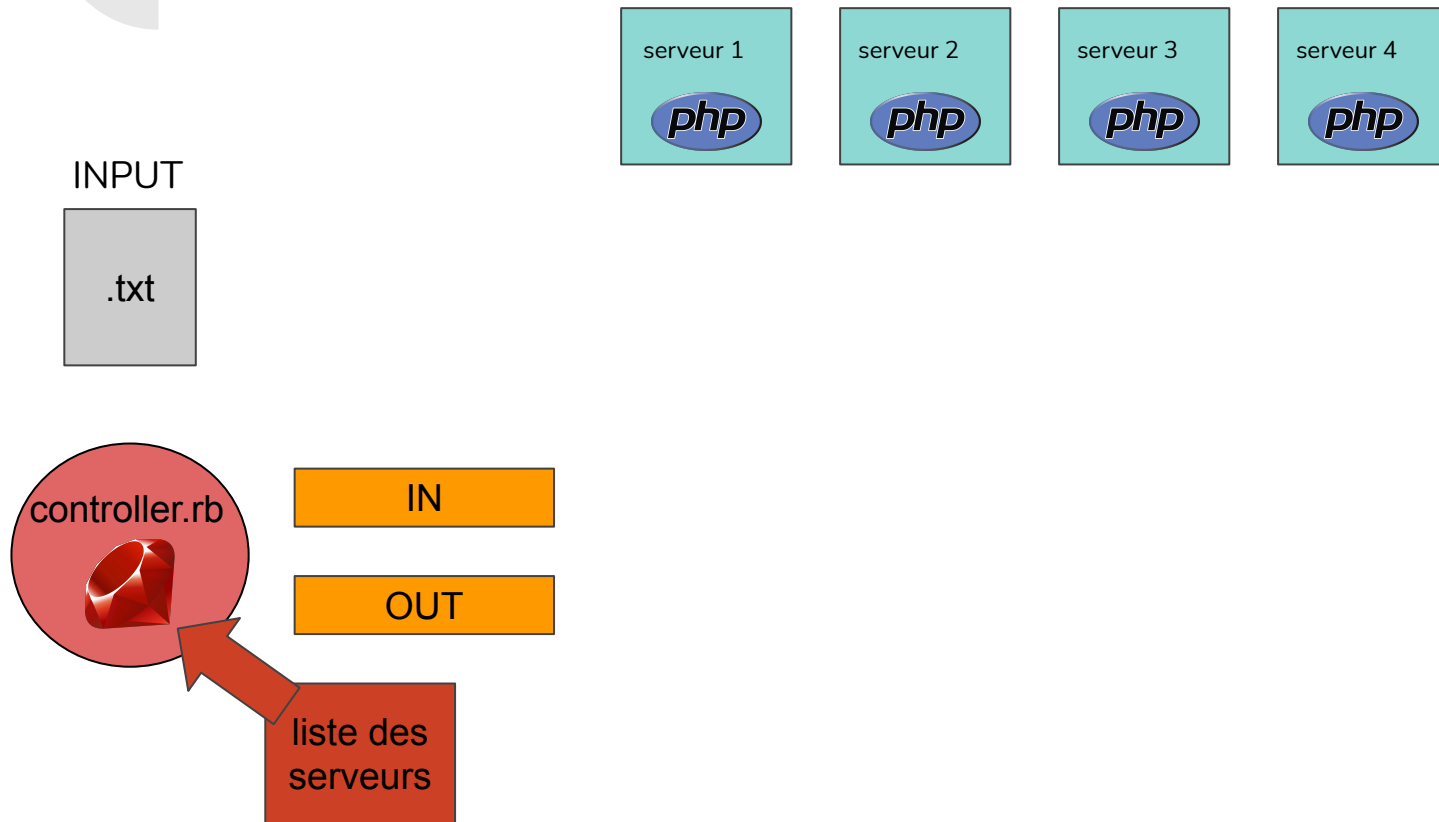 serveur 1
serveur 2
serveur 3
serveur 4
php
php
php
php
INPUT
.txt
controller.rb
IN
OUT
liste des
serveurs